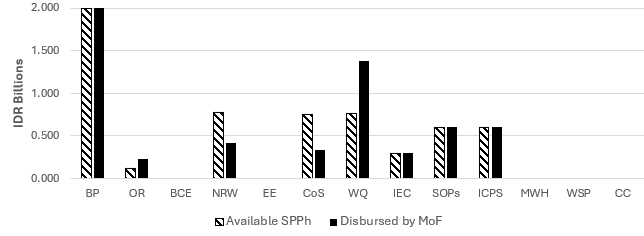 2.000
1.500
1.000
0.500
0.000
IDR Billions
BP OR BCE NRW EE CoS WQ IEC SOPs ICPS MWH WSP CC
Available SPPh Disbursed by MoF